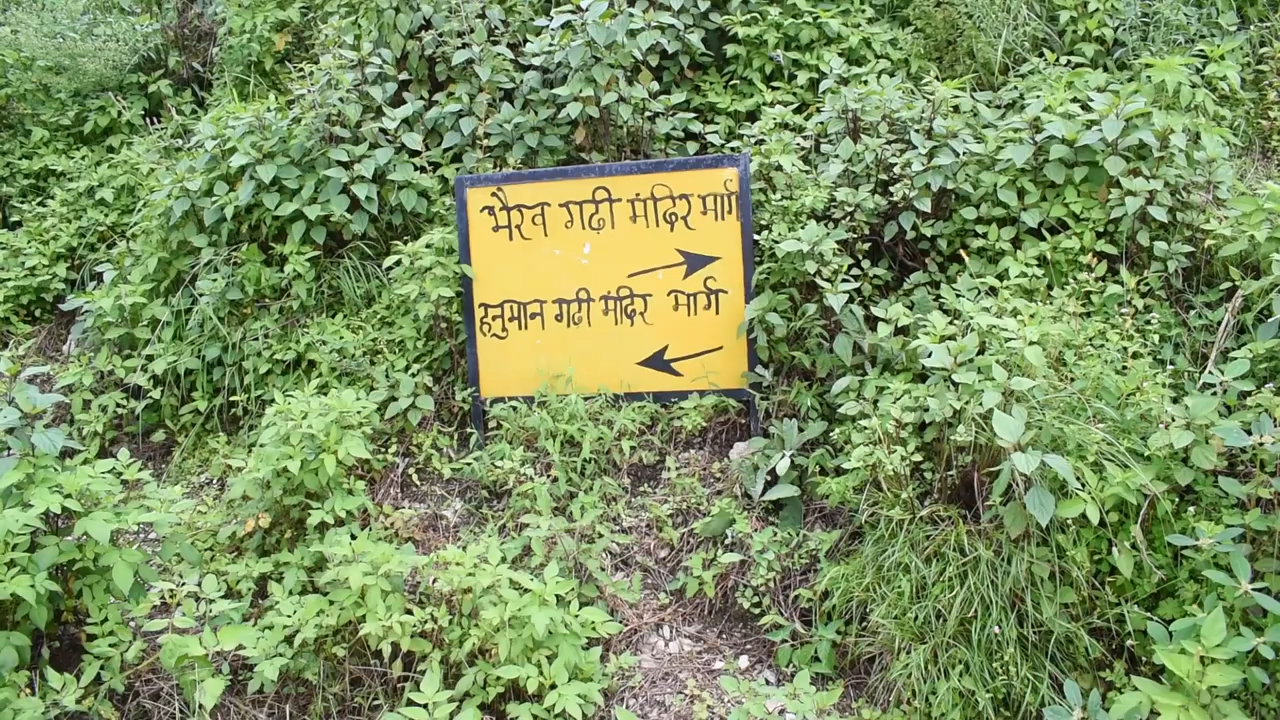 भैरव गढ़ी मंदिर मार्ग
हनुमान गढी मंदिर मार्ग